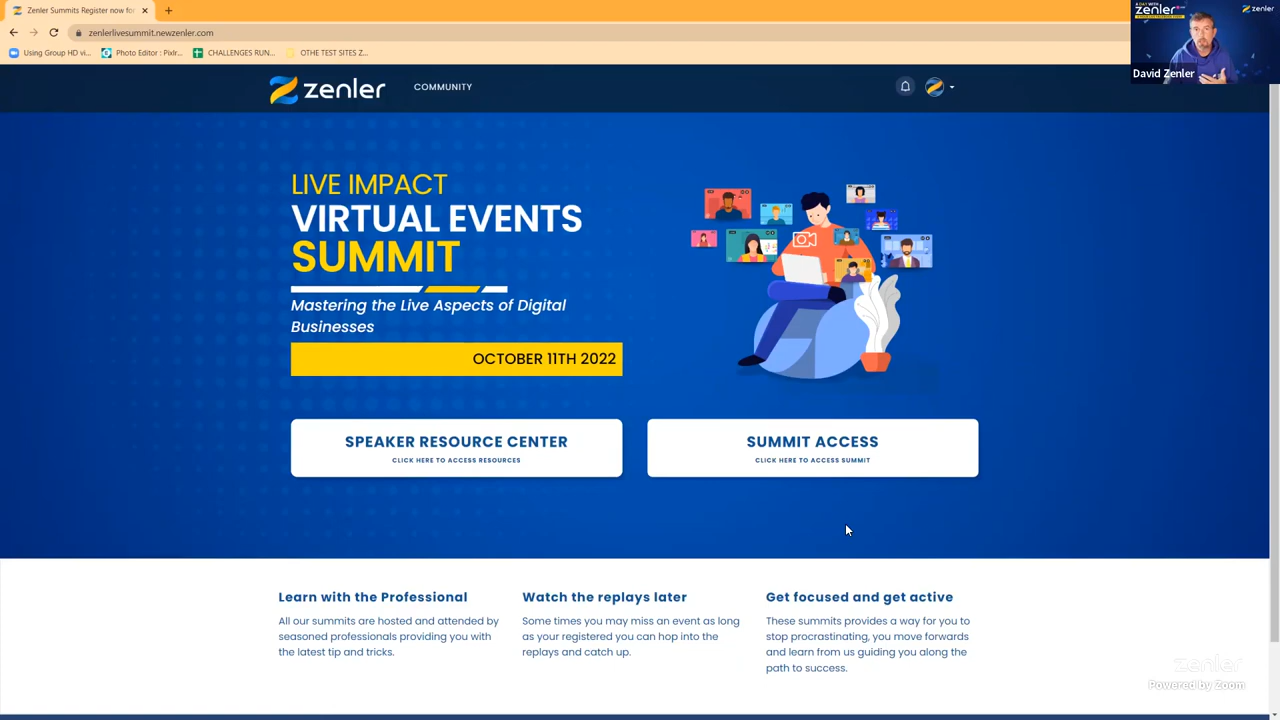 Zenler Summits Register now for
zenlerlivesummit.newzenler.com
Using Group HD vi...
Photo Editor : Pixlr...
CHALLENGES RUN...
OTHE TEST SITES Z...
zenler
David Zenler
zenler
COMMUNITY
LIVE IMPACT
VIRTUAL EVENTS
SUMMIT
Mastering the Live Aspects of Digital
Businesses
OCTOBER 11TH 2022
SPEAKER RESOURCE CENTER
CLICK HERE TO ACCESS RESOURCES
SUMMIT ACCESS
CLICK HERE TO ACCESS SUMMIT
Learn with the Professional
All our summits are hosted and attended by
seasoned professionals providing you with
the latest tip and tricks.
Watch the replays later
Some times you may miss an event as long
as your registered you can hop into the
replays and catch up.
Get focused and get active
These summits provides a way for you to
stop procrastinating, you move forwards
and learn from us guiding you along the
path to success.
zenler
Powered by Zoom